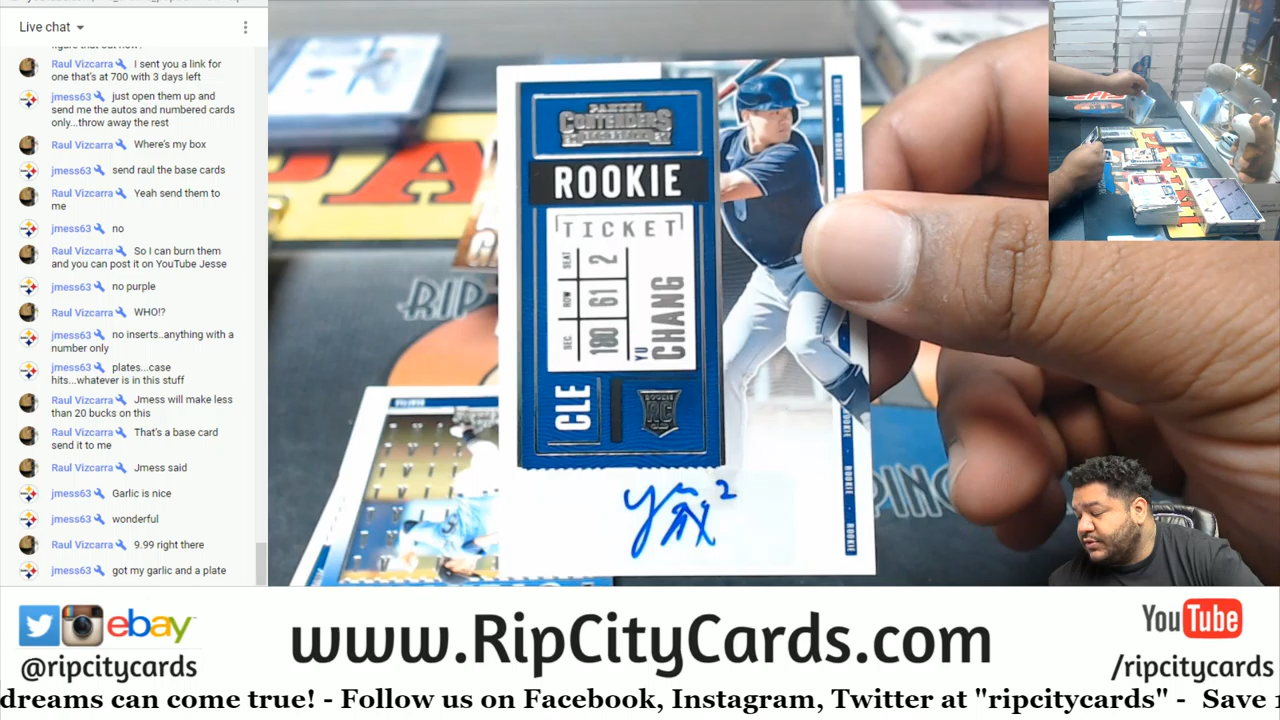 Live chat
Raul Vizcarra I sent you a link for
one that's at 700 with 3 days left
jmess63 just open them up and
send me the autos and numbered cards
only...throw away the rest
Raul Vizcarra Where's my box
jmess63 send raul the base cards
Raul Vizcarra Yeah send them to
me
jmess63 no
Raul Vizcarra So I can burn them
and you can post it on YouTube Jesse
jmess63 no purple
Raul Vizcarra WHO!?
jmess63 no inserts..anything with a
number only
jmess63 plates...case
hits...whatever is in this stuff
Raul Vizcarra Jmess will make less
than 20 bucks on this
Raul Vizcarra That's a base card
send it to me
Raul Vizcarra Jmess said
jmess63 Garlic is nice
jmess63 wonderful
Raul Vizcarra 9.99 right there
jmess63 got my garlic and a plate
PANINI
CONTENDERS
ROOKIE
TICKET
SEC. 180 ROW 61 SEAT 2
YU
CHANG
CLE
ROOKIE
RC
ROOKIE
ROOKIE
ROOKIE
RIP
PING
ebay
@ripcitycards
www.RipCityCards.com
YouTube
/ripcitycards
dreams can come true! - Follow us on Facebook, Instagram, Twitter at "ripcitycards" - Save